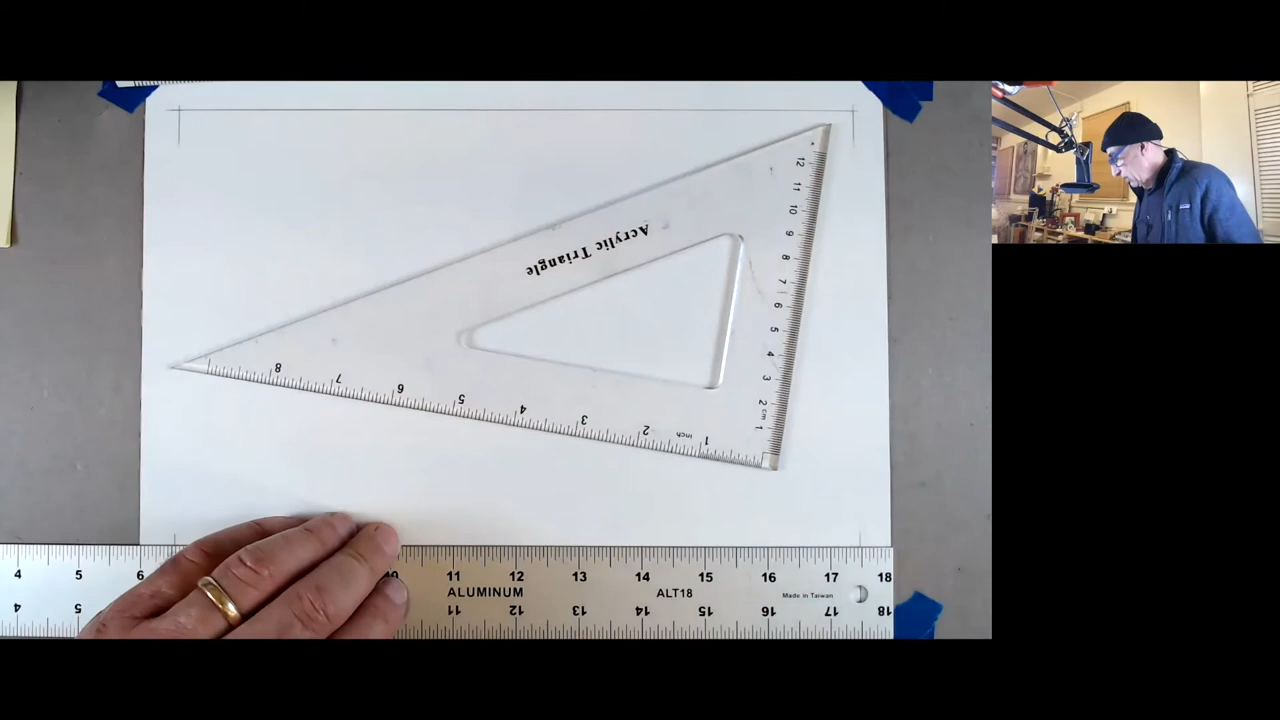 Acrylic Triangle
12
11
10
9
8
7
6
5
4
3
2 cm
1
8 7 6 5 4 3 2 inch 1
4 5 6 10 11 12 13 14 15 16 17 18
ALUMINUM ALT18 Made in Taiwan
4 5 11 12 13 14 15 16 17 18